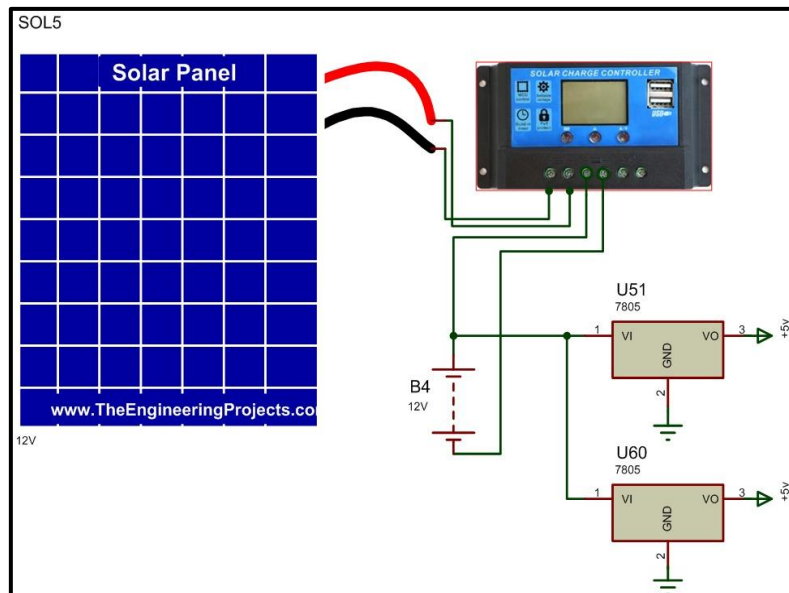 SOL5
Solar Panel
www.TheEngineeringProjects.co
12V
SOLAR CHARGE CONTROLLER
USB
B4
12V
U51
7805
1
VI
VO
3
GND
2
+5v
U60
7805
1
VI
VO
3
GND
2
+5v